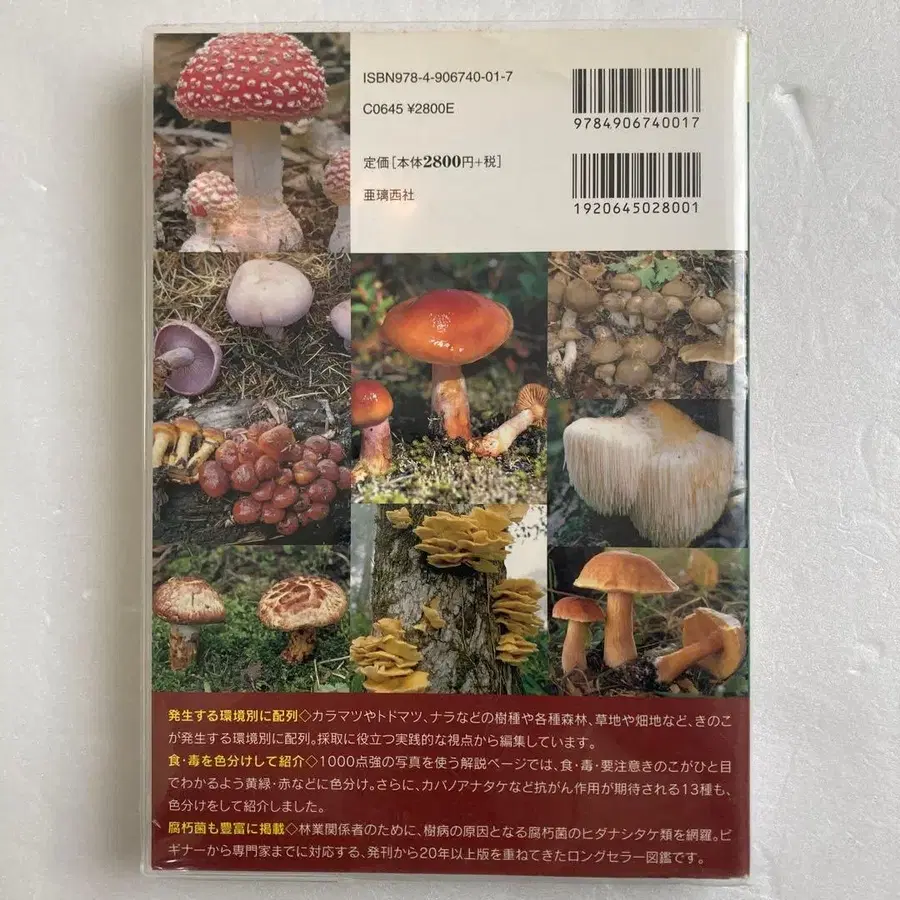 ISBN978-4-906740-01-7
C0645 ¥2800E
定価[本体2800円+税]
亜璃西社
9784906740017
1920645028001
発生する環境別に配列◇カラマツやトドマツ、ナラなどの樹種や各種森林、草地や畑地など、きのこ
が発生する環境別に配列。採取に役立つ実践的な視点から編集しています。
食・毒を色分けして紹介◇1000点強の写真を使う解説ページでは、食・毒・要注意きのこがひと目
でわかるよう黄緑・赤などに色分け。さらに、カバノアナタケなど抗がん作用が期待される13種も、
色分けをして紹介しました。
腐朽菌も豊富に掲載◇林業関係者のために、樹病の原因となる腐朽菌のヒダナシタケ類を網羅。ビ
ギナーから専門家までに対応する、発刊から20年以上版を重ねてきたロングセラー図鑑です。